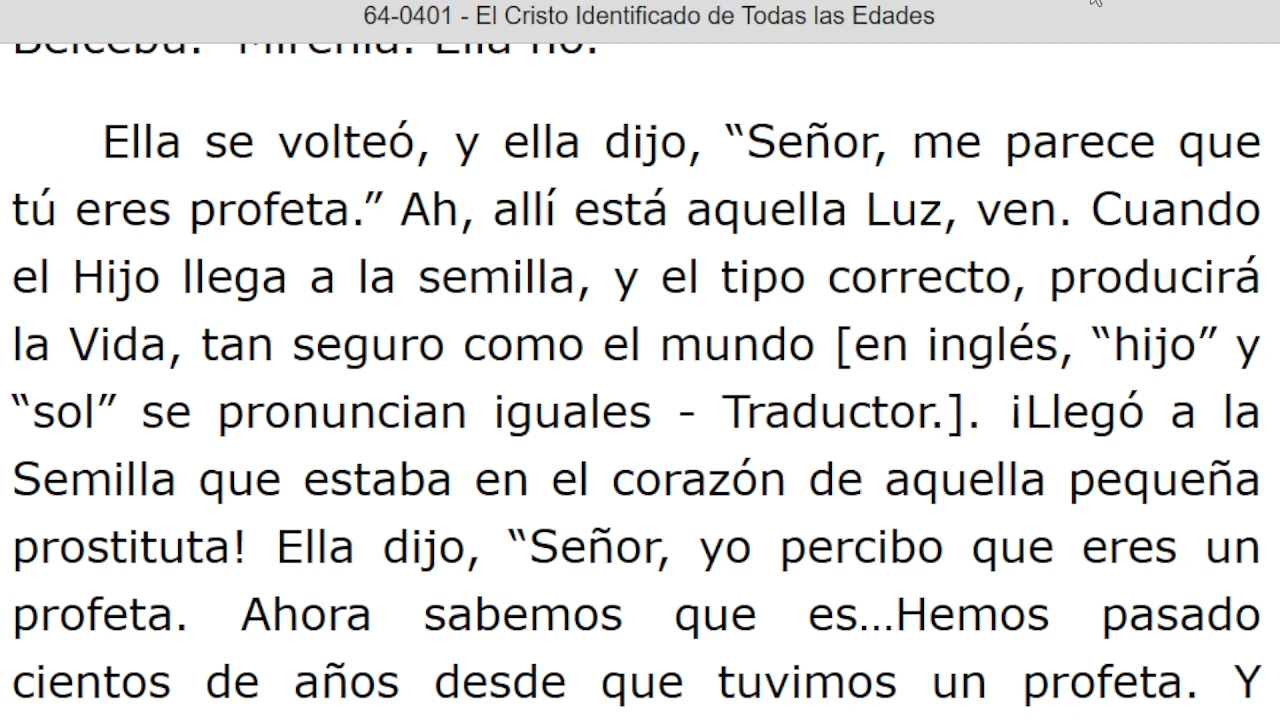 64-0401 - El Cristo Identificado de Todas las Edades
Ella se volteó, y ella dijo, “Señor, me parece que
tú eres profeta.” Ah, allí está aquella Luz, ven. Cuando
el Hijo llega a la semilla, y el tipo correcto, producirá
la Vida, tan seguro como el mundo [en inglés, “hijo” y
“sol” se pronuncian iguales - Traductor.]. ¡Llegó a la
Semilla que estaba en el corazón de aquella pequeña
prostituta! Ella dijo, “Señor, yo percibo que eres un
profeta. Ahora sabemos que es...Hemos pasado
cientos de años desde que tuvimos un profeta. Y